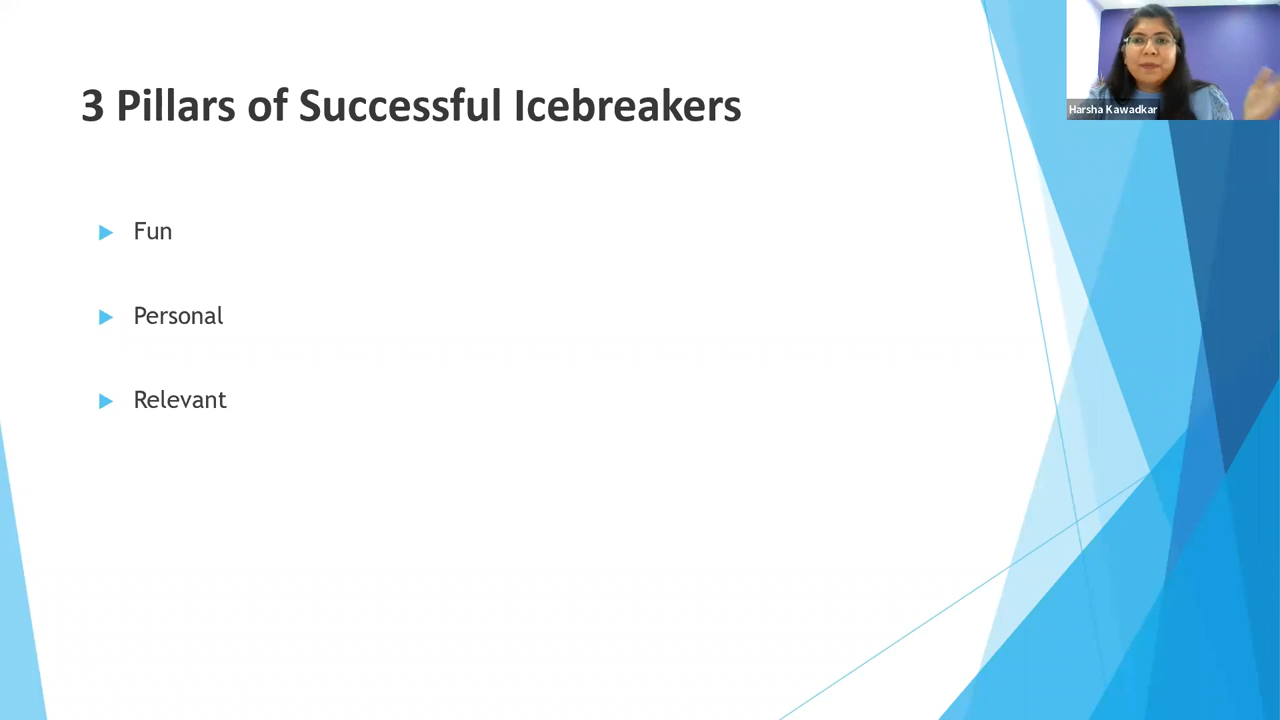 3 Pillars of Successful Icebreakers
Harsha Kawadkar
Fun
Personal
Relevant